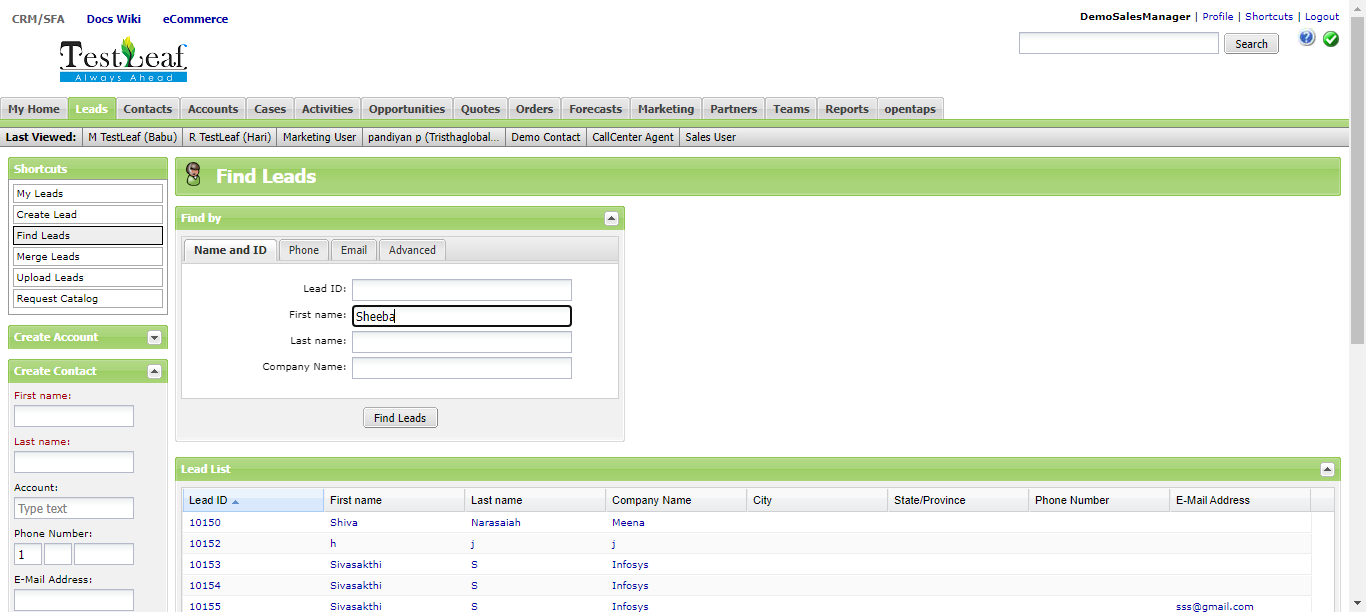 CRM/SFA Docs Wiki eCommerce
DemoSalesManager | Profile | Shortcuts | Logout
TestLeaf
Always Ahead
Search
?
My Home Leads Contacts Accounts Cases Activities Opportunities Quotes Orders Forecasts Marketing Partners Teams Reports opentaps
Last Viewed: M TestLeaf (Babu) R TestLeaf (Hari) Marketing User pandiyan p (Tristhaglobal... Demo Contact CallCenter Agent Sales User
Shortcuts
My Leads
Create Lead
Find Leads
Merge Leads
Upload Leads
Request Catalog
Create Account
Create Contact
First name:
Last name:
Account:
Type text
Phone Number:
1
E-Mail Address:
Find Leads
Find by
Name and ID Phone Email Advanced
Lead ID:
First name: Sheeba
Last name:
Company Name:
Find Leads
Lead List
Lead ID First name Last name Company Name City State/Province Phone Number E-Mail Address
10150 Shiva Narasaiah Meena
10152 h j j
10153 Sivasakthi S Infosys
10154 Sivasakthi S Infosys
10155 Sivasakthi S Infosys sss@gmail.com